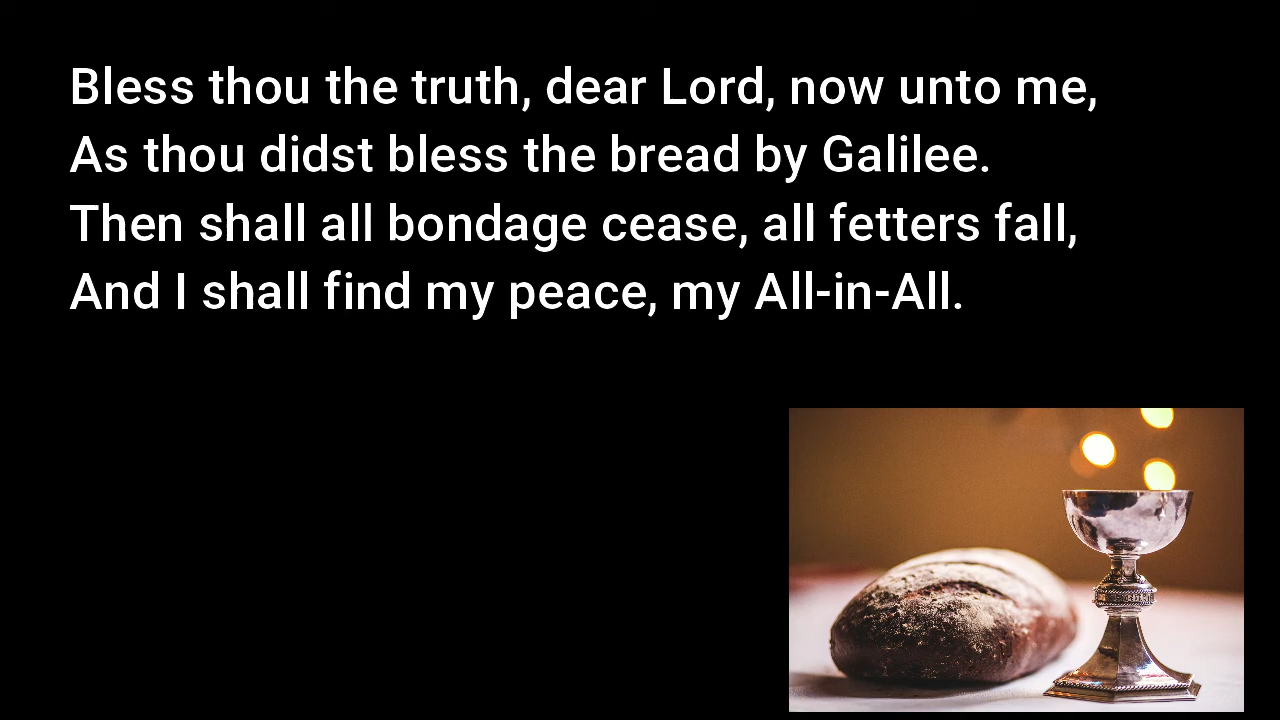 Bless thou the truth, dear Lord, now unto me,
As thou didst bless the bread by Galilee.
Then shall all bondage cease, all fetters fall,
And I shall find my peace, my All-in-All.